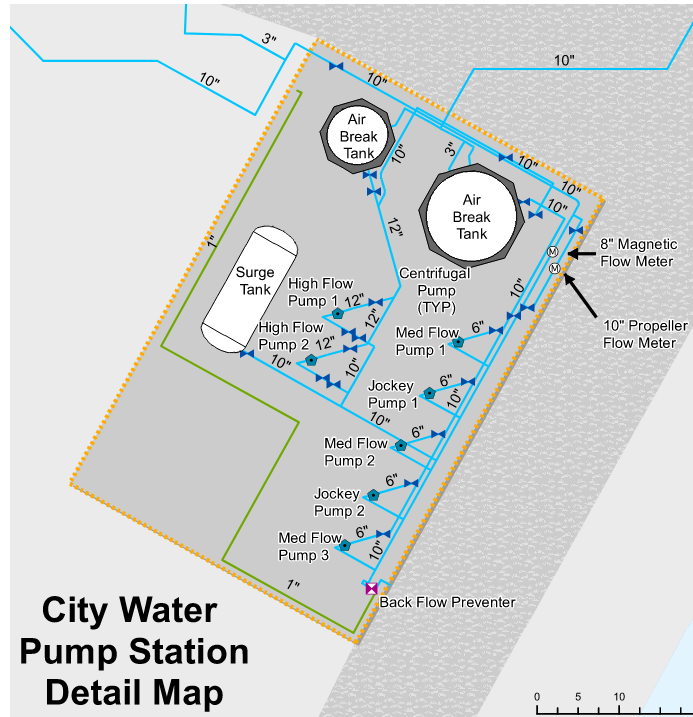 3"
10"
10"
10"
Air
Break
Tank
10"
3"
10"
10"
10"
12"
Air
Break
Tank
1"
8" Magnetic
Flow Meter
Surge
Tank
Centrifugal
Pump
(TYP)
10"
High Flow
Pump 1
12"
12"
10" Propeller
Flow Meter
High Flow
Pump 2
12"
Med Flow
Pump 1
6"
10"
10"
Jockey
Pump 1
6"
10"
10"
Med Flow
Pump 2
6"
Jockey
Pump 2
6"
Med Flow
Pump 3
6"
10"
1"
Back Flow Preventer
M
M
City Water
Pump Station
Detail Map
0 5 10